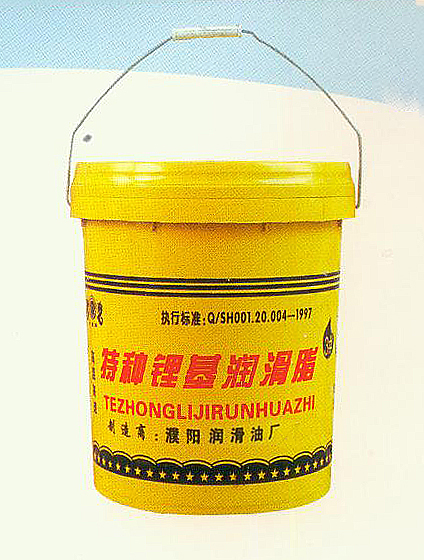 执行标准：Q/SH001.20.004—1997
特种锂基润滑脂
TEZHONGLIJIRUNHUAZHI
制造商：濮阳润滑油厂